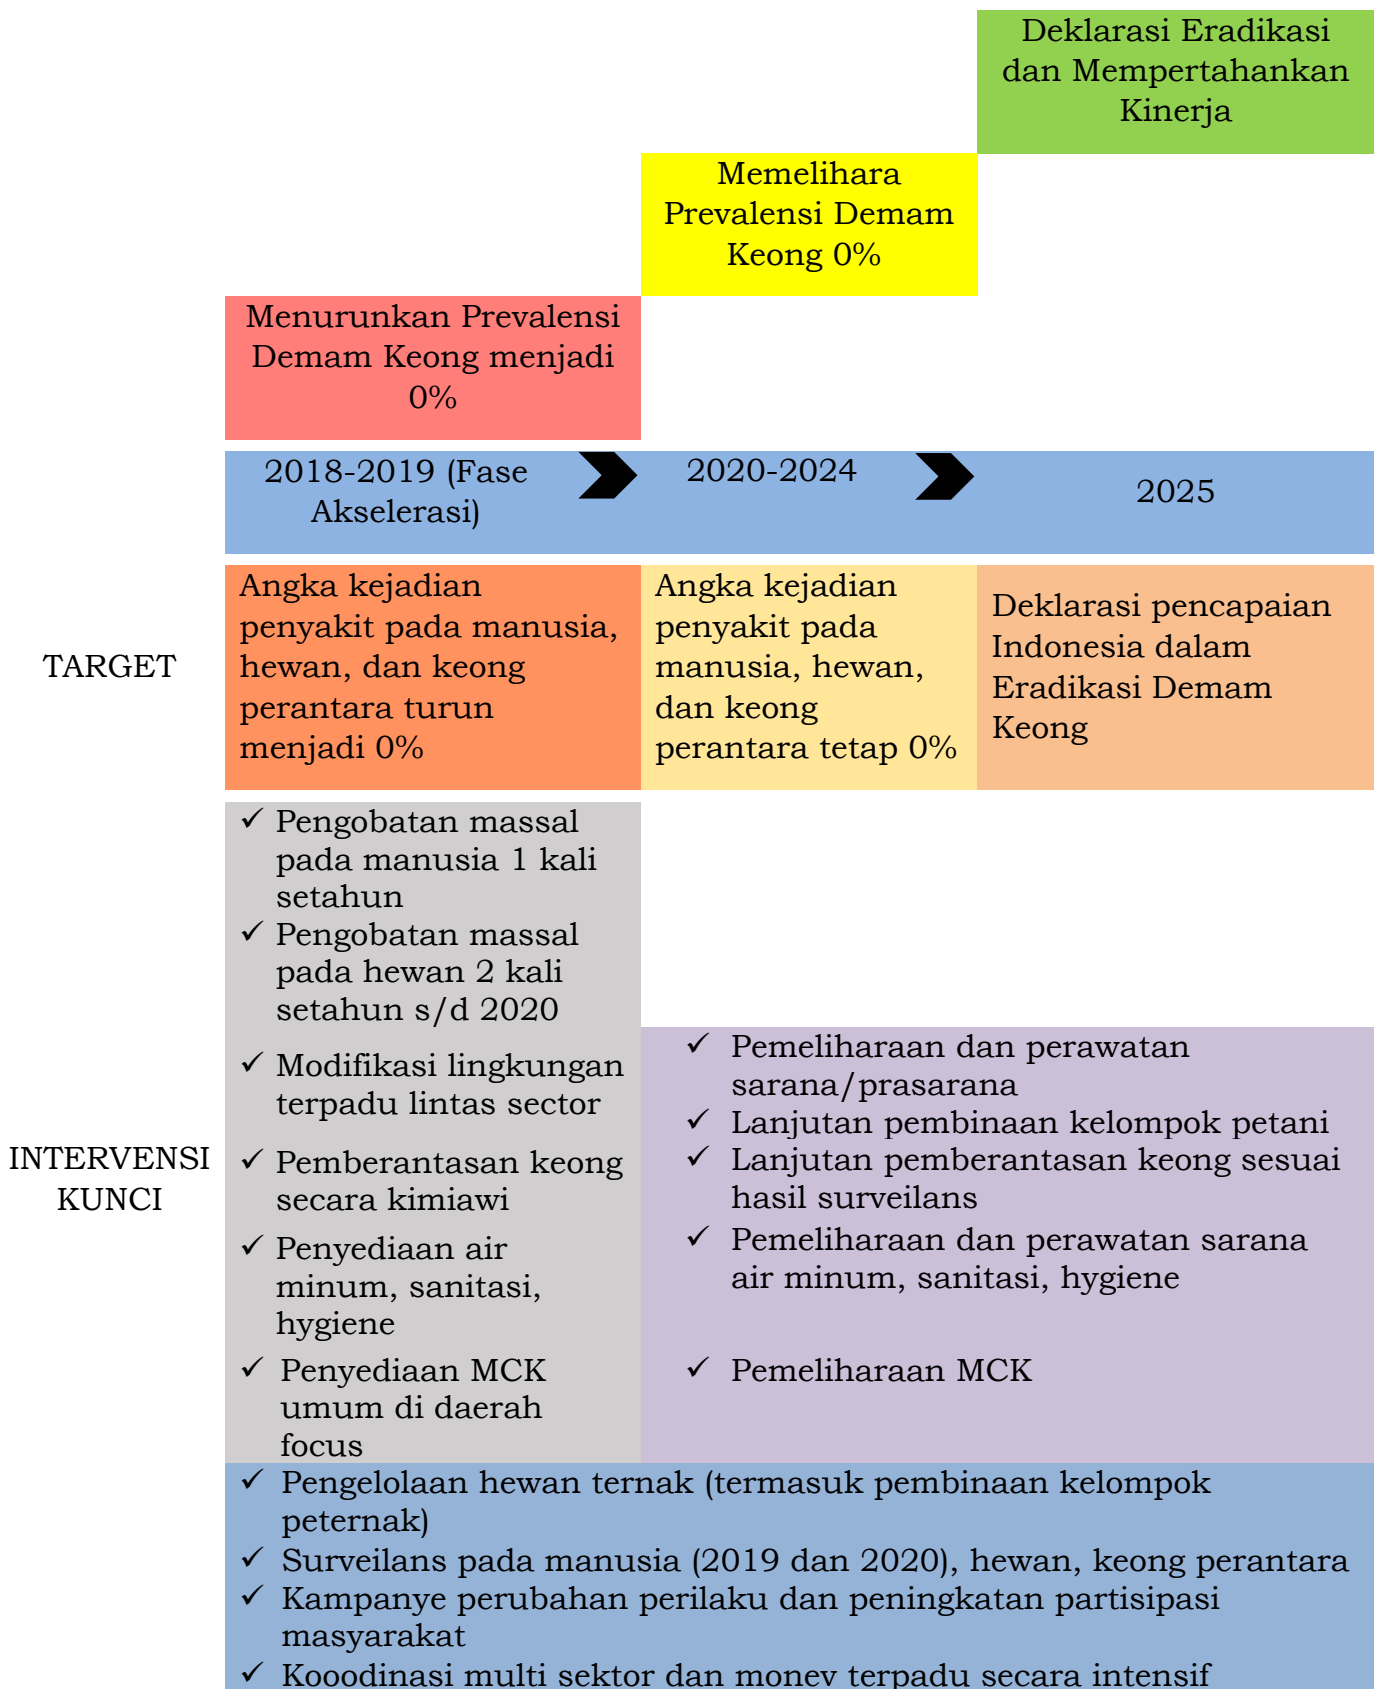 Deklarasi Eradikasi
dan Mempertahankan
Kinerja
Memelihara
Prevalensi Demam
Keong 0%
Menurunkan Prevalensi
Demam Keong menjadi
0%
2018-2019 (Fase
Akselerasi)
2020-2024
2025
TARGET
Angka kejadian
penyakit pada manusia,
hewan, dan keong
perantara turun
menjadi 0%
Angka kejadian
penyakit pada
manusia, hewan,
dan keong
perantara tetap 0%
Deklarasi pencapaian
Indonesia dalam
Eradikasi Demam
Keong
INTERVENSI
KUNCI
✓ Pengobatan massal
pada manusia 1 kali
setahun
✓ Pengobatan massal
pada hewan 2 kali
setahun s/d 2020
✓ Modifikasi lingkungan
terpadu lintas sector
✓ Pemberantasan keong
secara kimiawi
✓ Penyediaan air
minum, sanitasi,
hygiene
✓ Penyediaan MCK
umum di daerah
focus
✓ Pemeliharaan dan perawatan
sarana/prasarana
✓ Lanjutan pembinaan kelompok petani
✓ Lanjutan pemberantasan keong sesuai
hasil surveilans
✓ Pemeliharaan dan perawatan sarana
air minum, sanitasi, hygiene
✓ Pemeliharaan MCK
✓ Pengelolaan hewan ternak (termasuk pembinaan kelompok
peternak)
✓ Surveilans pada manusia (2019 dan 2020), hewan, keong perantara
✓ Kampanye perubahan perilaku dan peningkatan partisipasi
masyarakat
✓ Kooodinasi multi sektor dan monev terpadu secara intensif